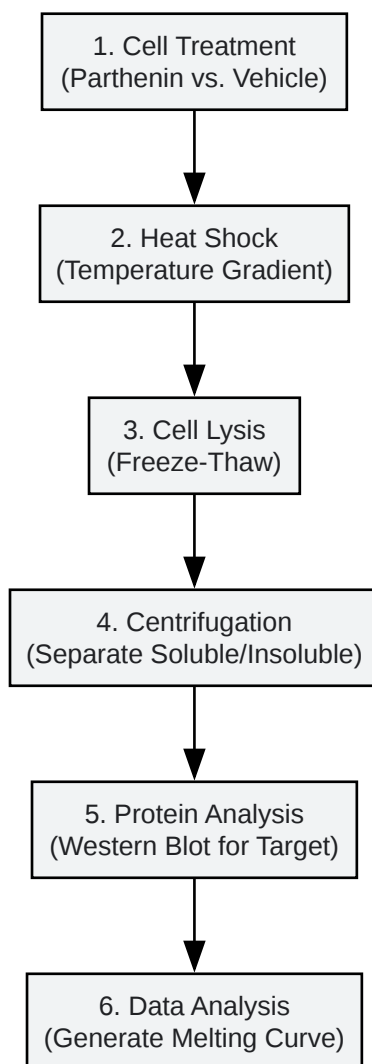 1. Cell Treatment
(Parthenin vs. Vehicle)
2. Heat Shock
(Temperature Gradient)
3. Cell Lysis
(Freeze-Thaw)
4. Centrifugation
(Separate Soluble/Insoluble)
5. Protein Analysis
(Western Blot for Target)
6. Data Analysis
(Generate Melting Curve)